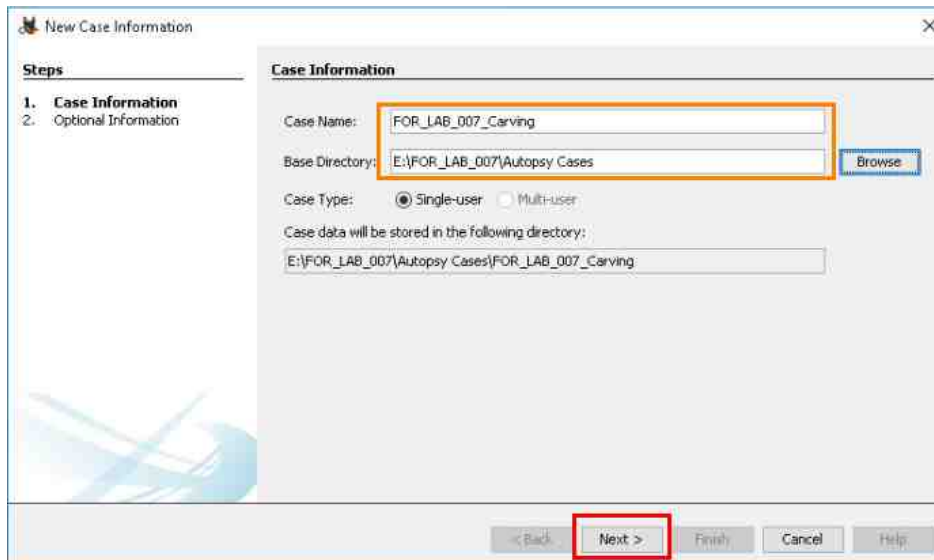 New Case Information
Steps
1. Case Information
2. Optional Information
Case Information
Case Name: FOR_LAB_007_Carving
Base Directory: E:\FOR_LAB_007\Autopsy Cases Browse
Case Type: Single-user Multi-user
Case data will be stored in the following directory:
E:\FOR_LAB_007\Autopsy Cases\FOR_LAB_007_Carving
< Back Next > Finish Cancel Help